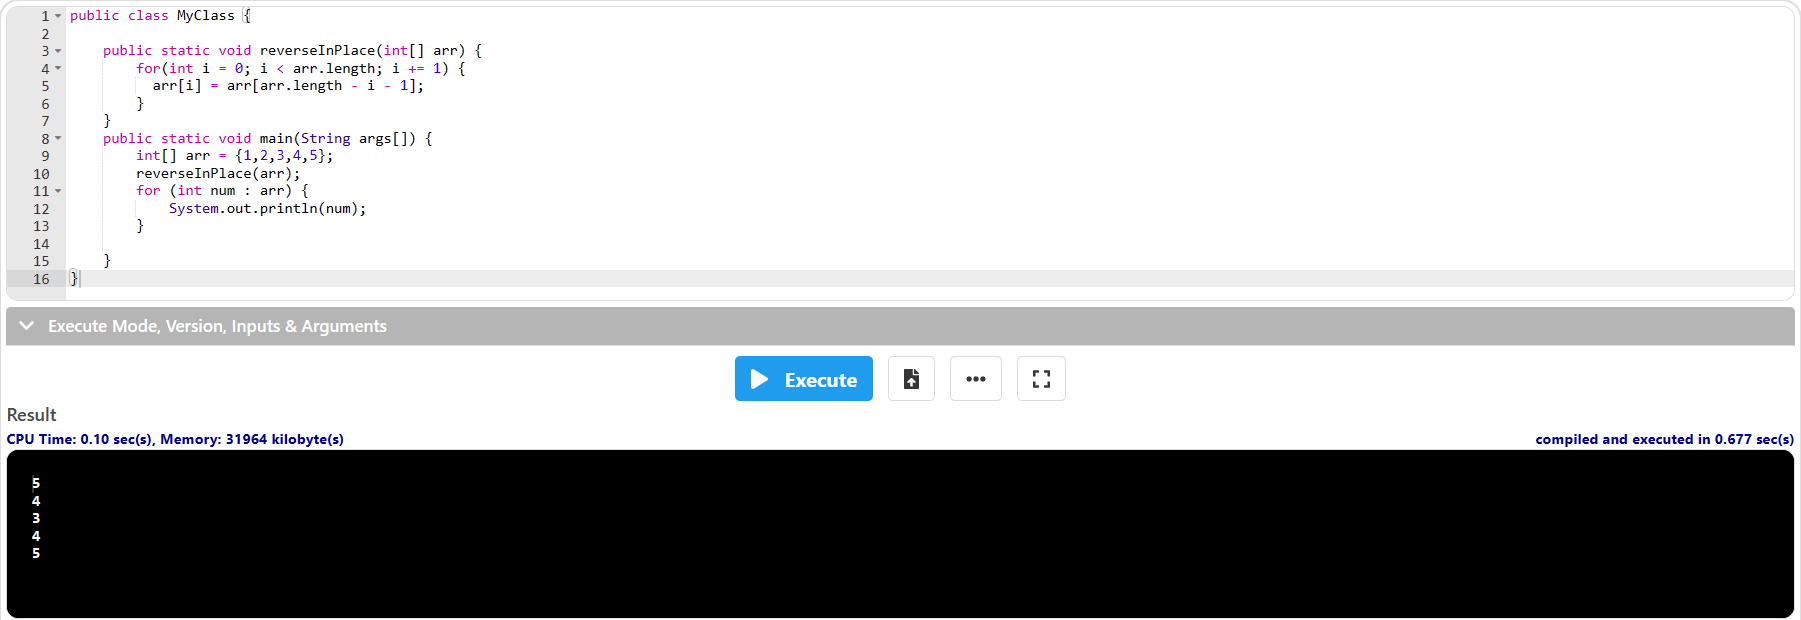 1 public class MyClass {
2
3     public static void reverseInPlace(int[] arr) {
4         for(int i = 0; i < arr.length; i += 1) {
5           arr[i] = arr[arr.length - i - 1];
6         }
7     }
8     public static void main(String args[]) {
9         int[] arr = {1,2,3,4,5};
10         reverseInPlace(arr);
11         for (int num : arr) {
12             System.out.println(num);
13         }
14
15     }
16 }
Execute Mode, Version, Inputs & Arguments
Execute
Result
CPU Time: 0.10 sec(s), Memory: 31964 kilobyte(s) compiled and executed in 0.677 sec(s)
5
4
3
4
5